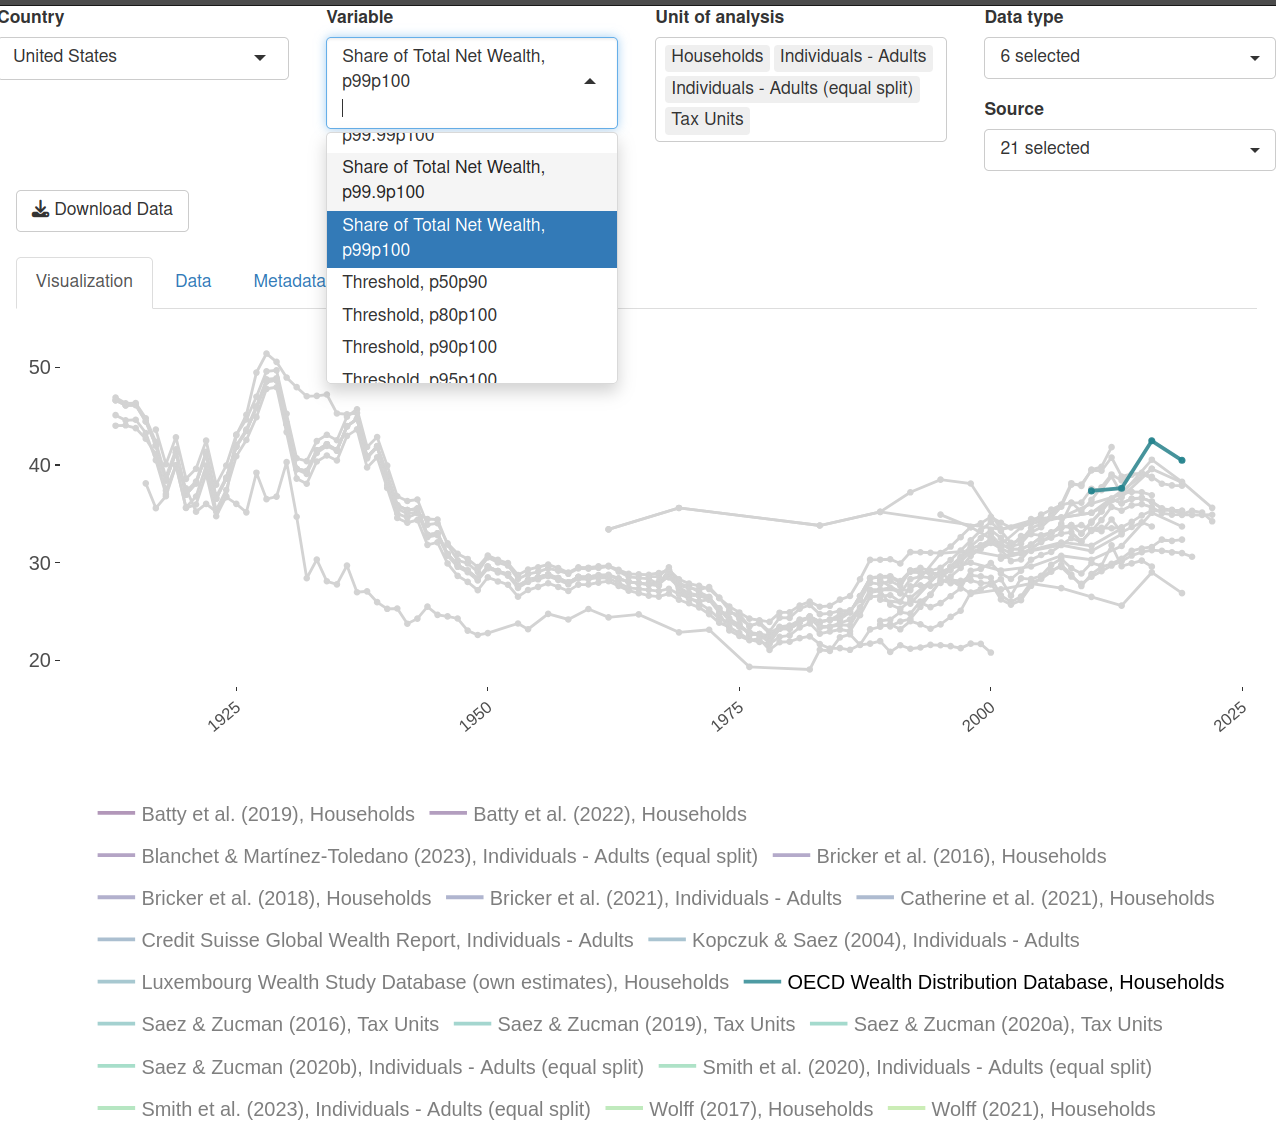 Country
Variable
Unit of analysis
Data type
United States
Share of Total Net Wealth,
p99p100
Households
Individuals - Adults
Individuals - Adults (equal split)
Tax Units
6 selected
Source
21 selected
p99.99p100
Share of Total Net Wealth,
p99.9p100
Share of Total Net Wealth,
p99p100
Threshold, p50p90
Threshold, p80p100
Threshold, p90p100
Threshold, p95p100
Download Data
Visualization
Data
Metadata
50
40
30
20
1925
1950
1975
2000
2025
Batty et al. (2019), Households
Batty et al. (2022), Households
Blanchet & Martínez-Toledano (2023), Individuals - Adults (equal split)
Bricker et al. (2016), Households
Bricker et al. (2018), Households
Bricker et al. (2021), Individuals - Adults
Catherine et al. (2021), Households
Credit Suisse Global Wealth Report, Individuals - Adults
Kopczuk & Saez (2004), Individuals - Adults
Luxembourg Wealth Study Database (own estimates), Households
OECD Wealth Distribution Database, Households
Saez & Zucman (2016), Tax Units
Saez & Zucman (2019), Tax Units
Saez & Zucman (2020a), Tax Units
Saez & Zucman (2020b), Individuals - Adults (equal split)
Smith et al. (2020), Individuals - Adults (equal split)
Smith et al. (2023), Individuals - Adults (equal split)
Wolff (2017), Households
Wolff (2021), Households